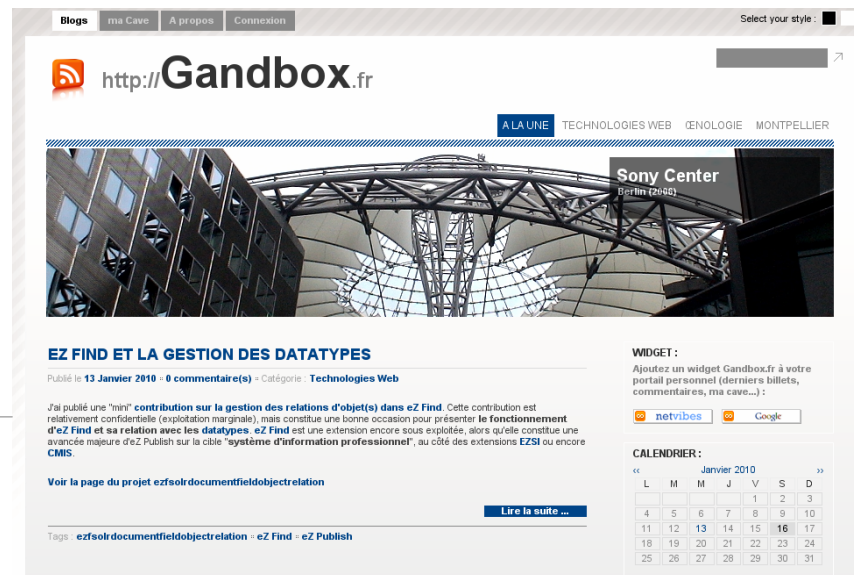 Blogs ma Cave A propos Connexion Select your style :
http://Gandbox.fr
A LA UNE TECHNOLOGIES WEB ŒNOLOGIE MONTPELLIER
Sony Center
Berlin (2006)
EZ FIND ET LA GESTION DES DATATYPES
Publié le 13 Janvier 2010 - 0 commentaire(s) - Catégorie : Technologies Web
J'ai publié une "mini" contribution sur la gestion des relations d'objet(s) dans eZ Find. Cette contribution est
relativement confidentielle (exploitation marginale), mais constitue une bonne occasion pour présenter le fonctionnement
d'eZ Find et sa relation avec les datatypes. eZ Find est une extension encore sous exploitée, alors qu'elle constitue une
avancée majeure d'eZ Publish sur la cible "système d'information professionnel", au côté des extensions EZSI ou encore
CMIS.
Voir la page du projet ezfsolrdocumentfieldobjectrelation
Lire la suite ...
Tags : ezfsolrdocumentfieldobjectrelation - eZ Find - eZ Publish
WIDGET :
Ajoutez un widget Gandbox.fr à votre
portail personnel (derniers billets,
commentaires, ma cave...) :
netvibes Google
CALENDRIER :
‹‹ Janvier 2010 ››
L M M J V S D
1 2 3
4 5 6 7 8 9 10
11 12 13 14 15 16 17
18 19 20 21 22 23 24
25 26 27 28 29 30 31